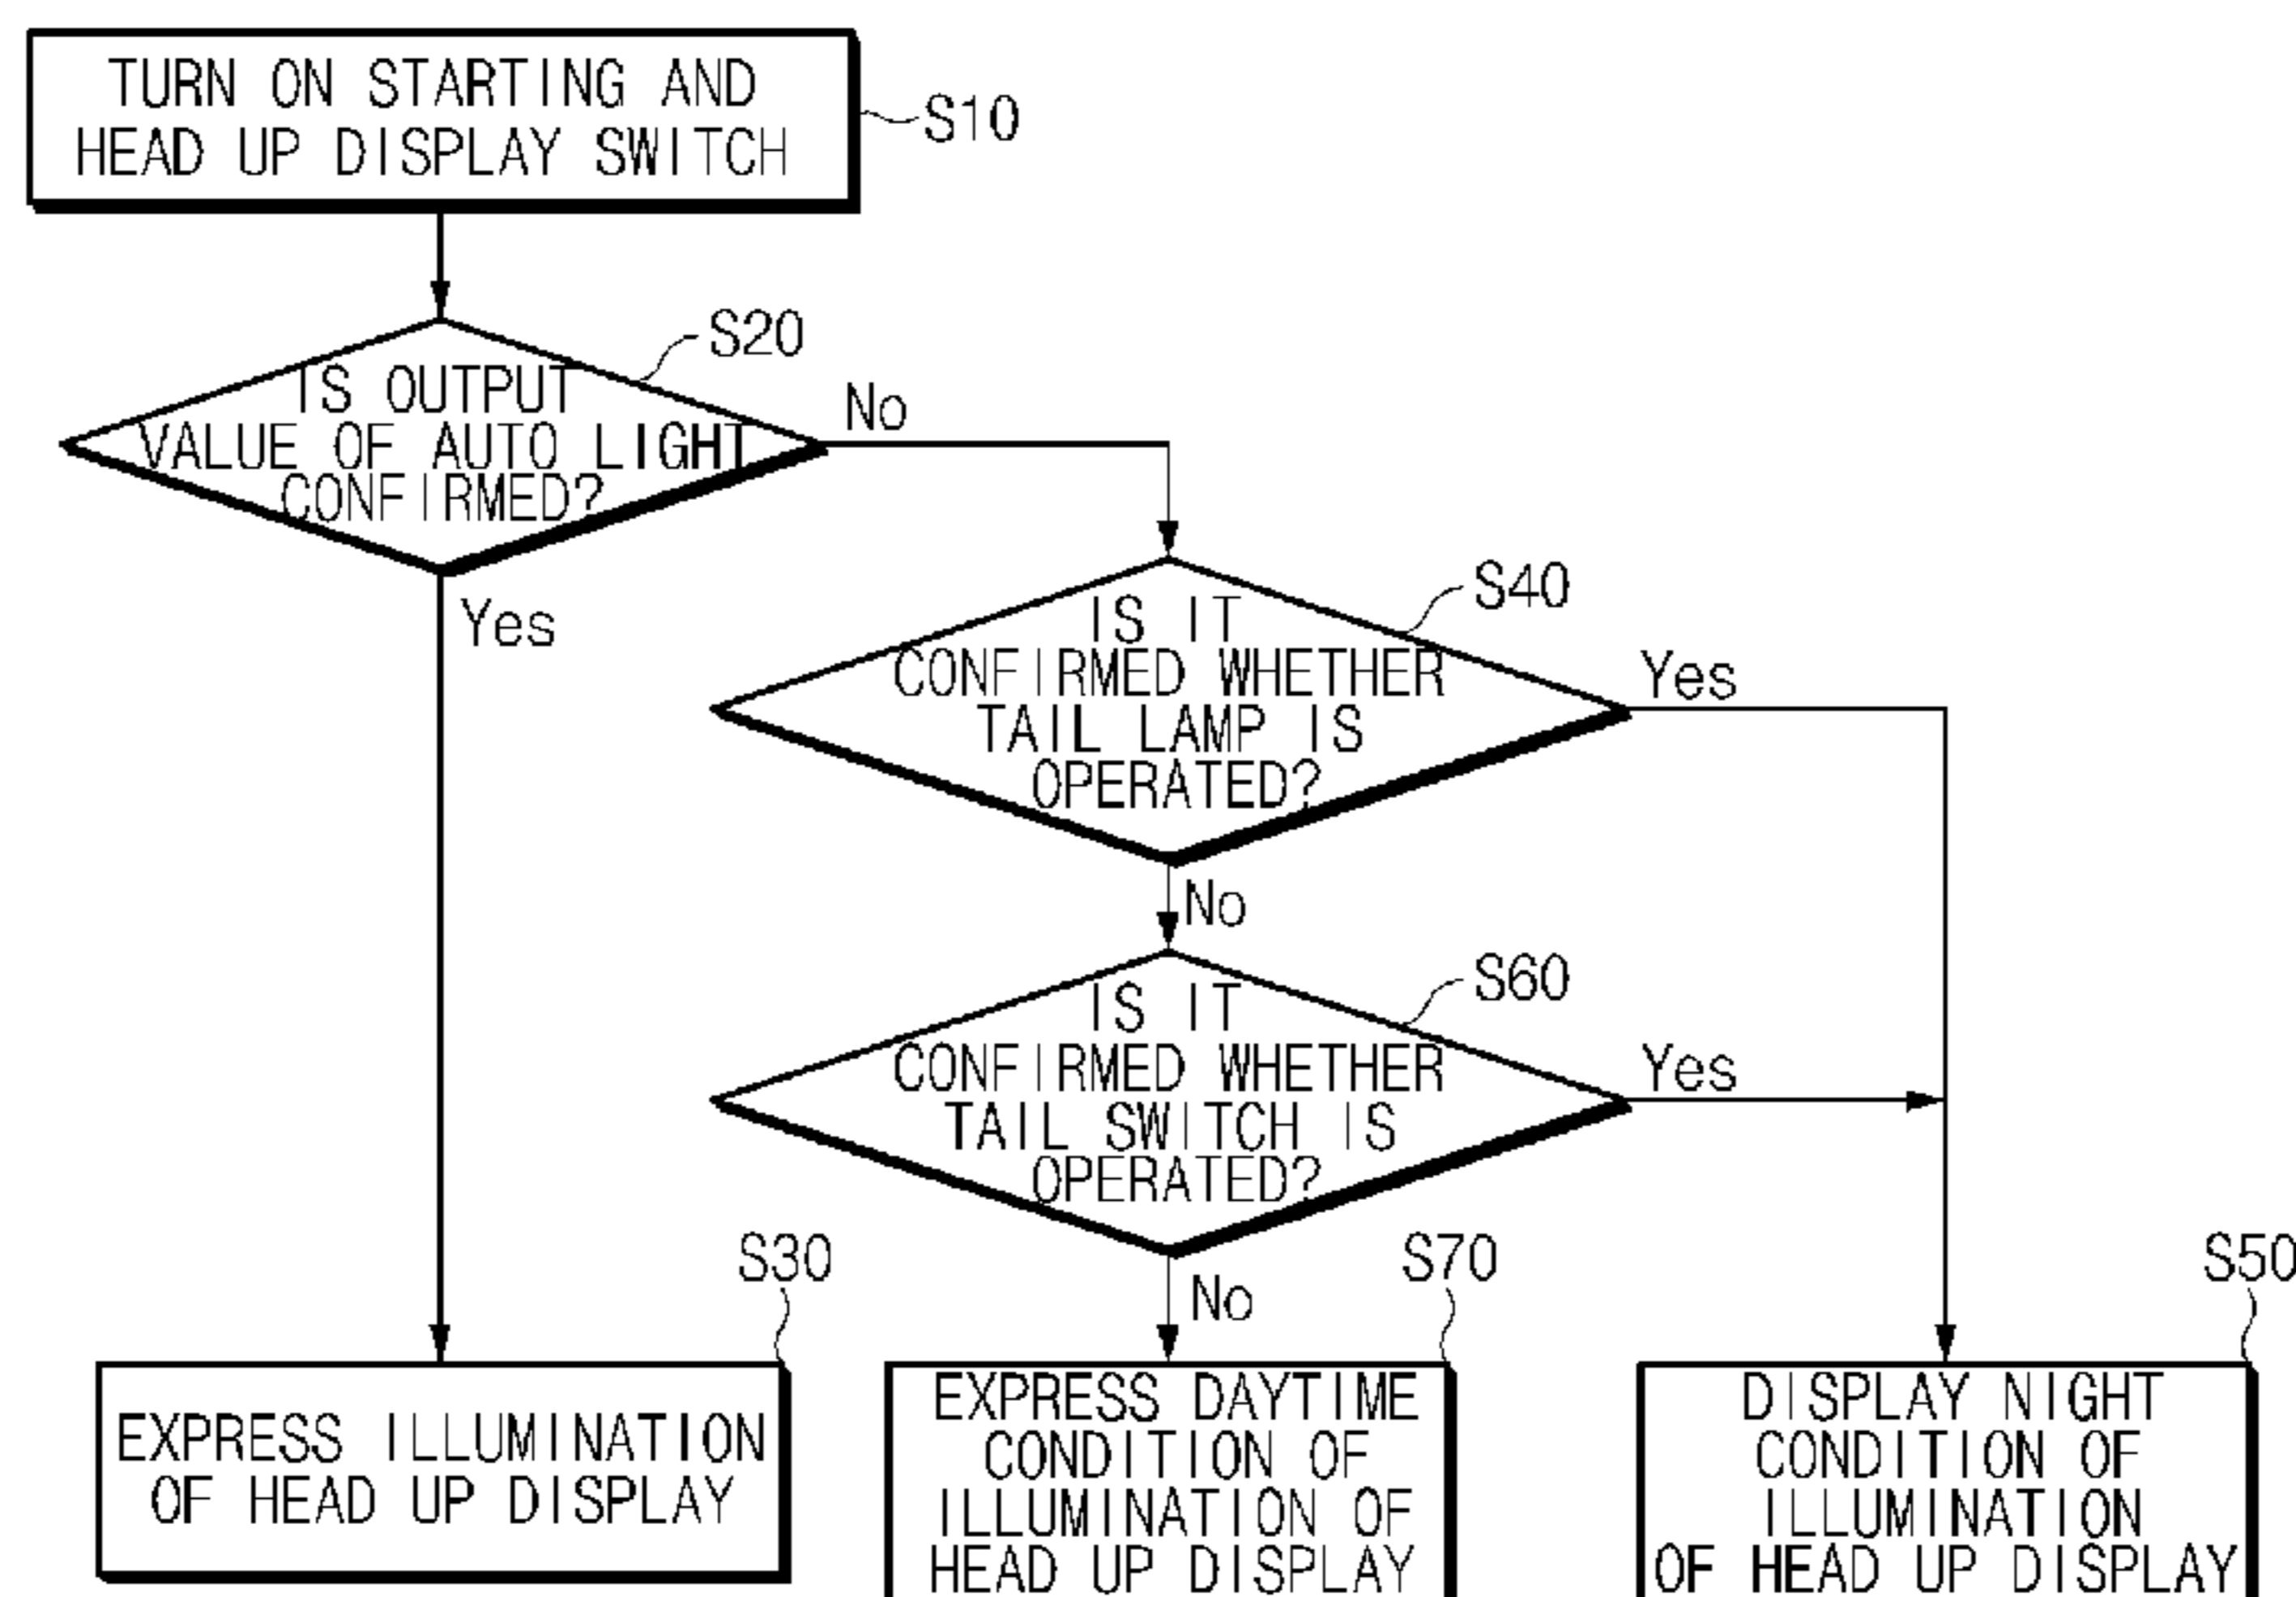 TURN ON STARTING AND
HEAD UP DISPLAY SWITCH
S10
S20
IS OUTPUT
VALUE OF AUTO LIGHT
CONFIRMED?
No
Yes
S40
IS IT
CONFIRMED WHETHER
TAIL LAMP IS
OPERATED?
Yes
No
S60
IS IT
CONFIRMED WHETHER
TAIL SWITCH IS
OPERATED?
Yes
No
S30
EXPRESS ILLUMINATION
OF HEAD UP DISPLAY
S70
EXPRESS DAYTIME
CONDITION OF
ILLUMINATION OF
HEAD UP DISPLAY
S50
DISPLAY NIGHT
CONDITION OF
ILLUMINATION
OF HEAD UP DISPLAY